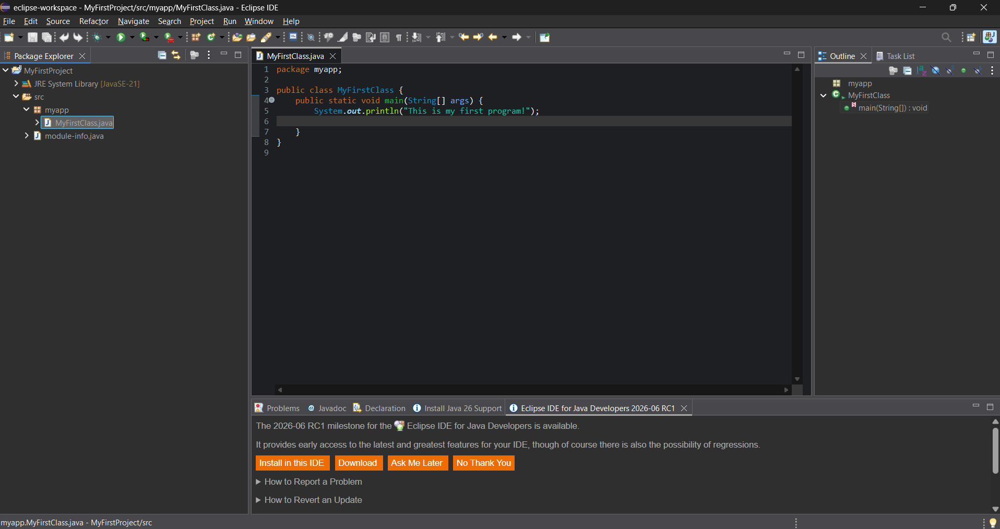 eclipse-workspace - MyFirstProject/src/myapp/MyFirstClass.java - Eclipse IDE
File Edit Source Refactor Navigate Search Project Run Window Help
Package Explorer
MyFirstProject
JRE System Library [JavaSE-21]
src
myapp
MyFirstClass.java
module-info.java
MyFirstClass.java
1 package myapp;
2
3 public class MyFirstClass {
4 public static void main(String[] args) {
5 System.out.println("This is my first program!");
6
7 }
8 }
9
Outline Task List
myapp
MyFirstClass
main(String[]) : void
Problems Javadoc Declaration Install Java 26 Support Eclipse IDE for Java Developers 2026-06 RC1
The 2026-06 RC1 milestone for the Eclipse IDE for Java Developers is available.
It provides early access to the latest and greatest features for your IDE, though of course there is also the possibility of regressions.
Install in this IDE Download Ask Me Later No Thank You
How to Report a Problem
How to Revert an Update
myapp.MyFirstClass.java - MyFirstProject/src